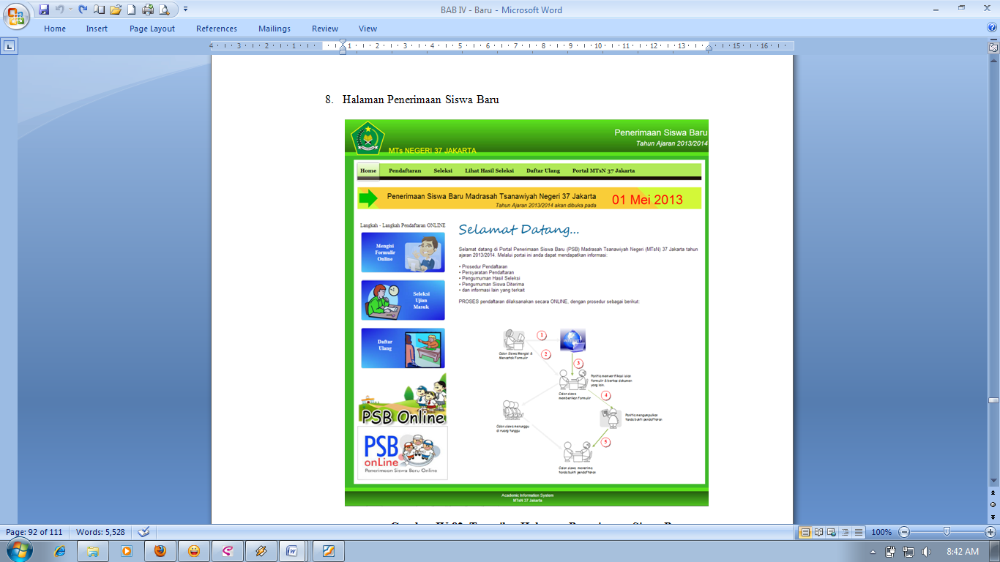 BAB IV - Baru - Microsoft Word
Home Insert Page Layout References Mailings Review View
4 3 2 1 1 2 3 4 5 6 7 8 9 10 11 12 13 15 16
8. Halaman Penerimaan Siswa Baru
Penerimaan Siswa Baru
Tahun Ajaran 2013/2014
MTs NEGERI 37 JAKARTA
Home Pendaftaran Seleksi Lihat Hasil Seleksi Daftar Ulang Portal MTsN 37 Jakarta
Penerimaan Siswa Baru Madrasah Tsanawiyah Negeri 37 Jakarta
Tahun Ajaran 2013/2014 akan dibuka pada
01 Mei 2013
Langkah - Langkah Pendaftaran ONLINE
Mengisi
Formulir
Online
Seleksi
Ujian
Masuk
Daftar
Ulang
PSB Online
PSB
onLine
Penerimaan Siswa Baru Online
Selamat Datang...
Selamat datang di Portal Penerimaan Siswa Baru (PSB) Madrasah Tsanawiyah Negeri (MTsN) 37 Jakarta tahun
ajaran 2013/2014. Melalui portal ini anda dapat mendapatkan informasi:
• Prosedur Pendaftaran
• Persyaratan Pendaftaran
• Pengumuman Hasil Seleksi
• Pengumuman Siswa Diterima
• dan informasi lain yang terkait
PROSES pendaftaran dilaksanakan secara ONLINE, dengan prosedur sebagai berikut:
1
2
Calon Siswa Mengisi &
Mencetak Formulir
3
Panitia memverifikasi isian
formulir & berkas dokumen
yang lain.
Calon siswa
memberikan formulir
4
Panitia mengumpulkan
tanda bukti pendaftaran
Calon siswa menunggu
di ruang tunggu
5
Calon siswa menerima
tanda bukti pendaftaran
Academic Information System
MTsN 37 Jakarta
Page: 92 of 111 Words: 5,528 100%
8:42 AM